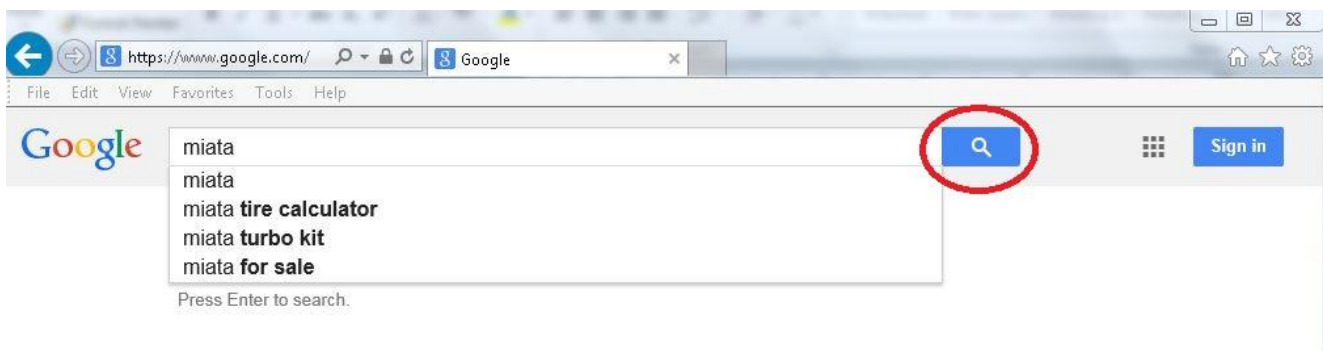 https://www.google.com/
Google
File Edit View Favorites Tools Help
Google
miata
Sign in
miata
miata tire calculator
miata turbo kit
miata for sale
Press Enter to search.